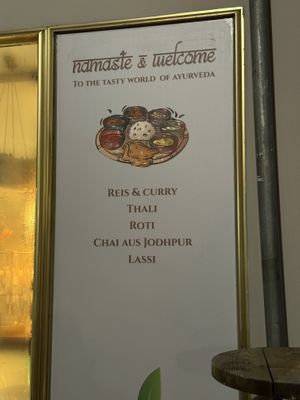 namaste & welcome
To the tasty world of Ayurveda
Reis & Curry
Thali
Roti
Chai aus Jodhpur
Lassi